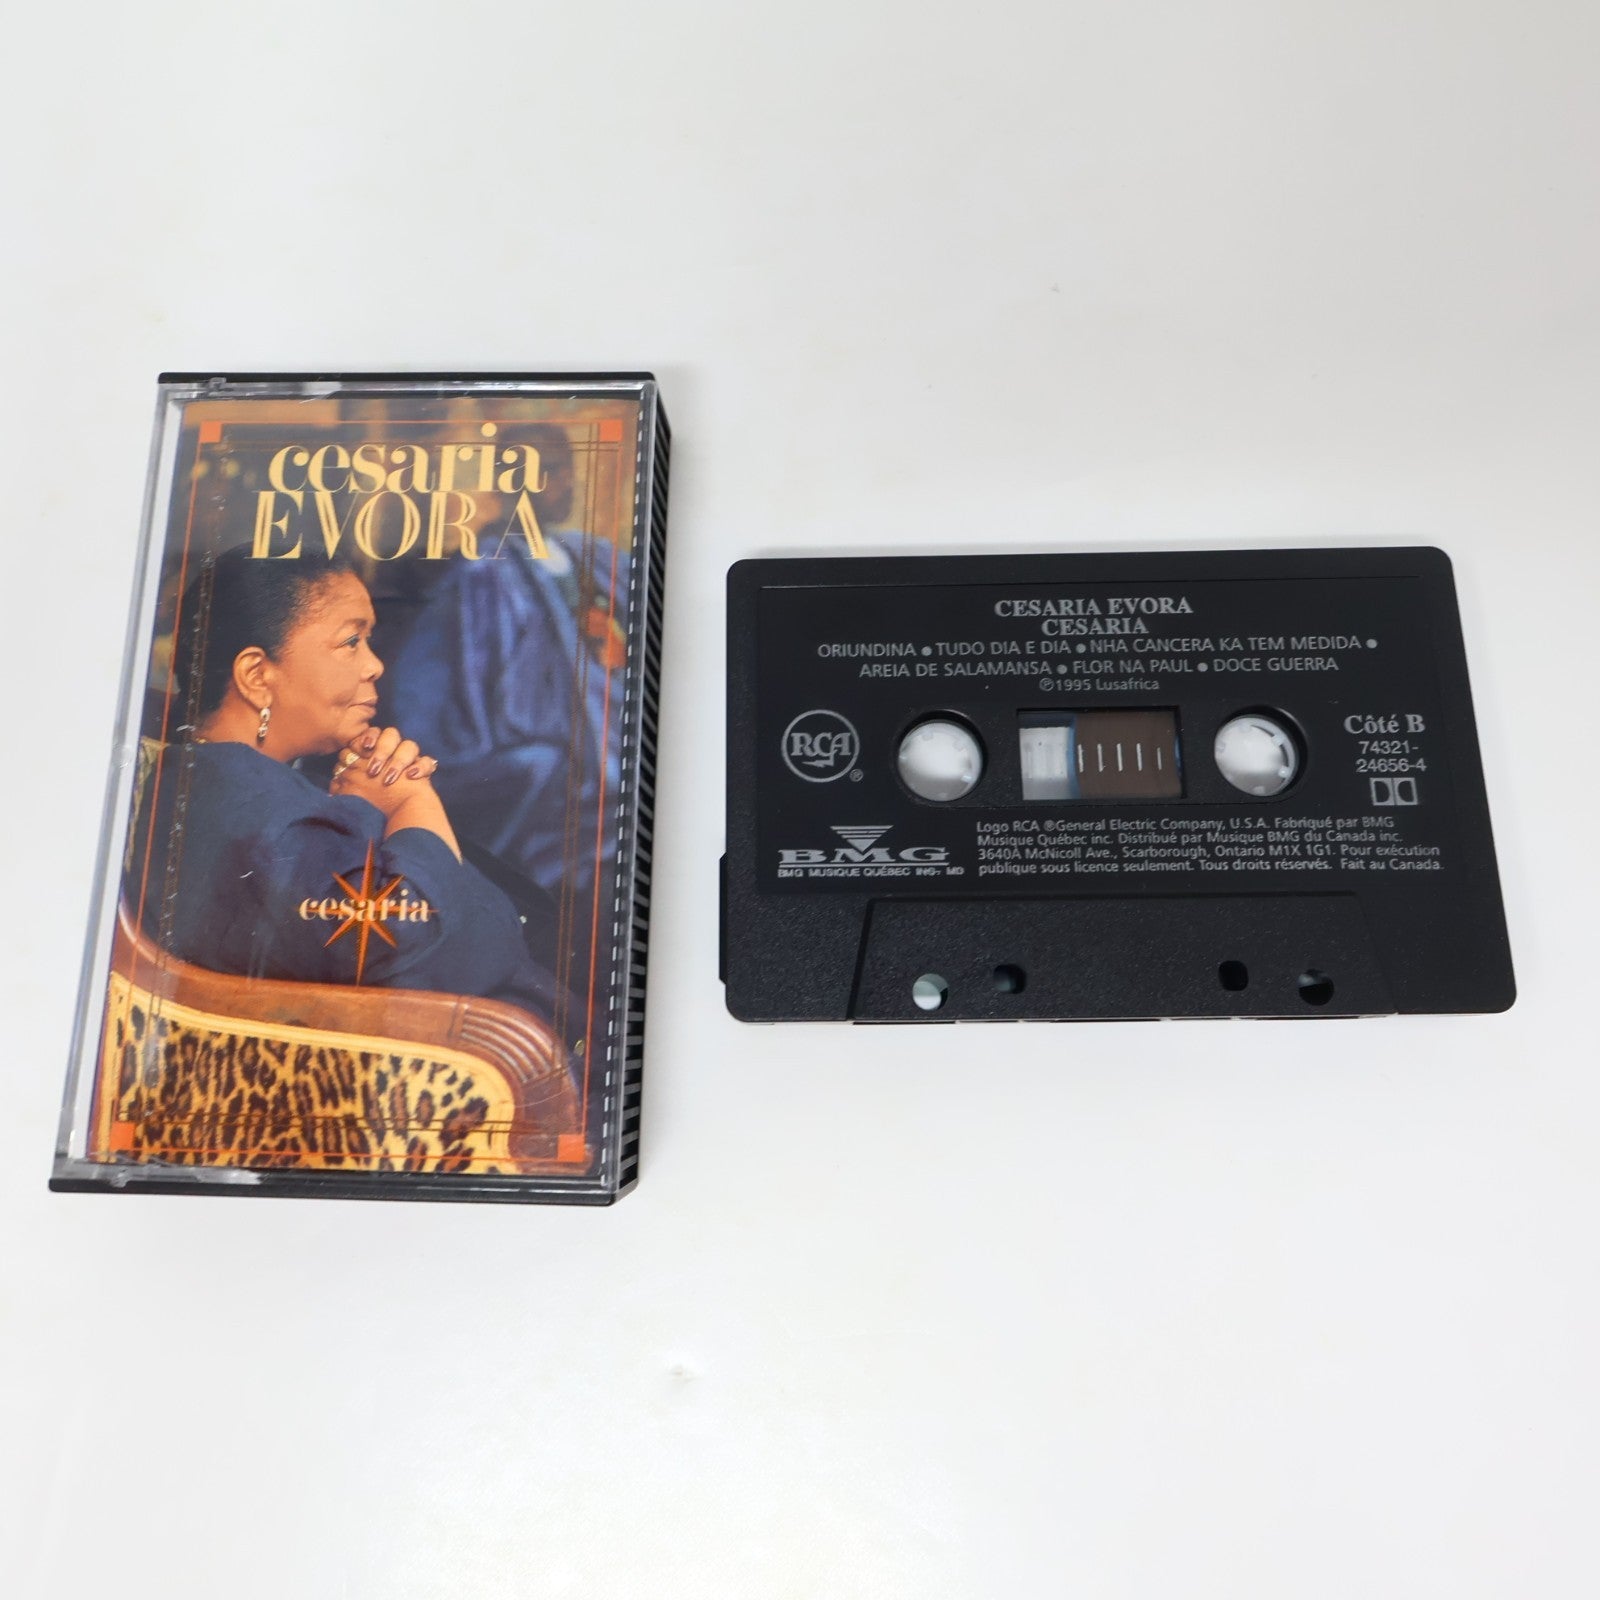 cesaria
EVORA
cesaria
CESARIA EVORA
CESARIA
ORIUNDINA ● TUDO DIA E DIA ● NHA CANCERA KA TEM MEDIDA ●
AREIA DE SALAMANSA ● FLOR NA PAUL ● DOCE GUERRA
℗1995 Lusafrica
RCA ®
Côté B
74321-
24656-4
BMG
BMG MUSIQUE QUÉBEC INC. MD
Logo RCA ®General Electric Company, U.S.A. Fabriqué par BMG
Musique Québec inc. Distribué par Musique BMG du Canada inc.
3640A McNicoll Ave., Scarborough, Ontario M1X 1G1. Pour exécution
publique sous licence seulement. Tous droits réservés. Fait au Canada.